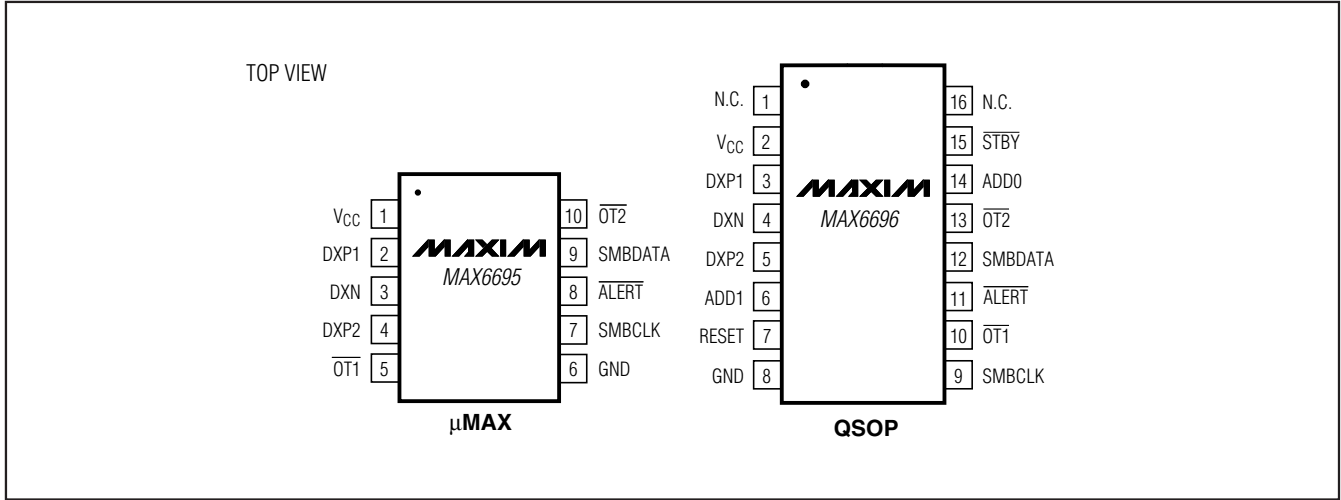 TOP VIEW
VCC 1
DXP1 2
DXN 3
DXP2 4
OT1 5
10 OT2
9 SMBDATA
8 ALERT
7 SMBCLK
6 GND
MAXIM
MAX6695
µMAX
N.C. 1
VCC 2
DXP1 3
DXN 4
DXP2 5
ADD1 6
RESET 7
GND 8
16 N.C.
15 STBY
14 ADD0
13 OT2
12 SMBDATA
11 ALERT
10 OT1
9 SMBCLK
MAXIM
MAX6696
QSOP